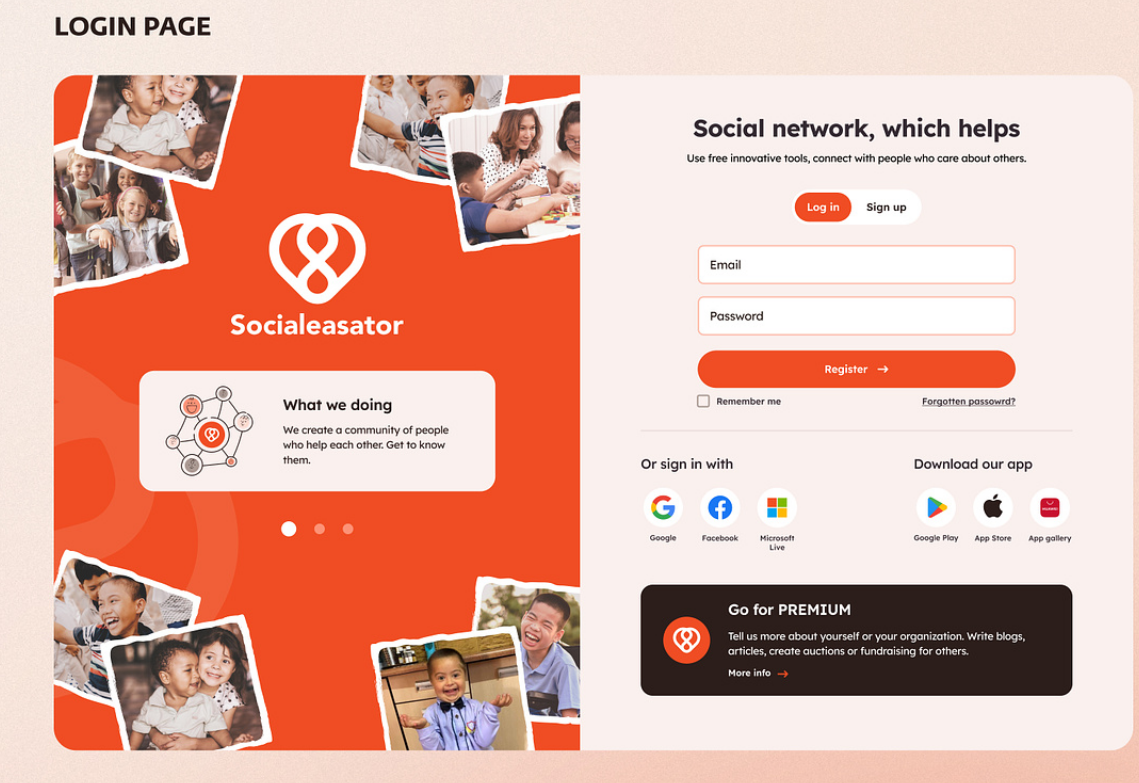 LOGIN PAGE
Socialeasator
What we doing
We create a community of people
who help each other. Get to know
them.
Social network, which helps
Use free innovative tools, connect with people who care about others.
Log in
Sign up
Email
Password
Register →
Remember me
Forgotten passowrd?
Or sign in with
Google
Facebook
Microsoft
Live
Download our app
Google Play
App Store
App gallery
Go for PREMIUM
Tell us more about yourself or your organization. Write blogs,
articles, create auctions or fundraising for others.
More info →